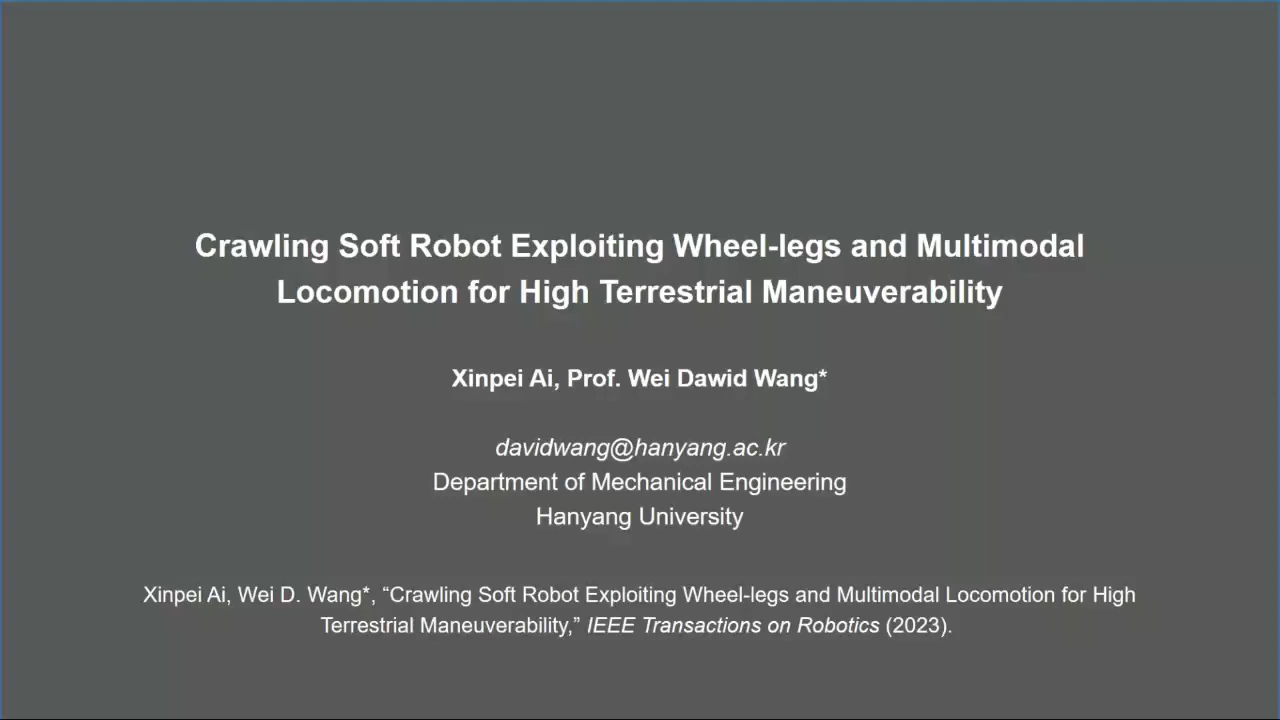 Crawling Soft Robot Exploiting Wheel-legs and Multimodal
Locomotion for High Terrestrial Maneuverability
Xinpei Ai, Prof. Wei Dawid Wang*
davidwang@hanyang.ac.kr
Department of Mechanical Engineering
Hanyang University
Xinpei Ai, Wei D. Wang*, “Crawling Soft Robot Exploiting Wheel-legs and Multimodal Locomotion for High
Terrestrial Maneuverability,” IEEE Transactions on Robotics (2023).